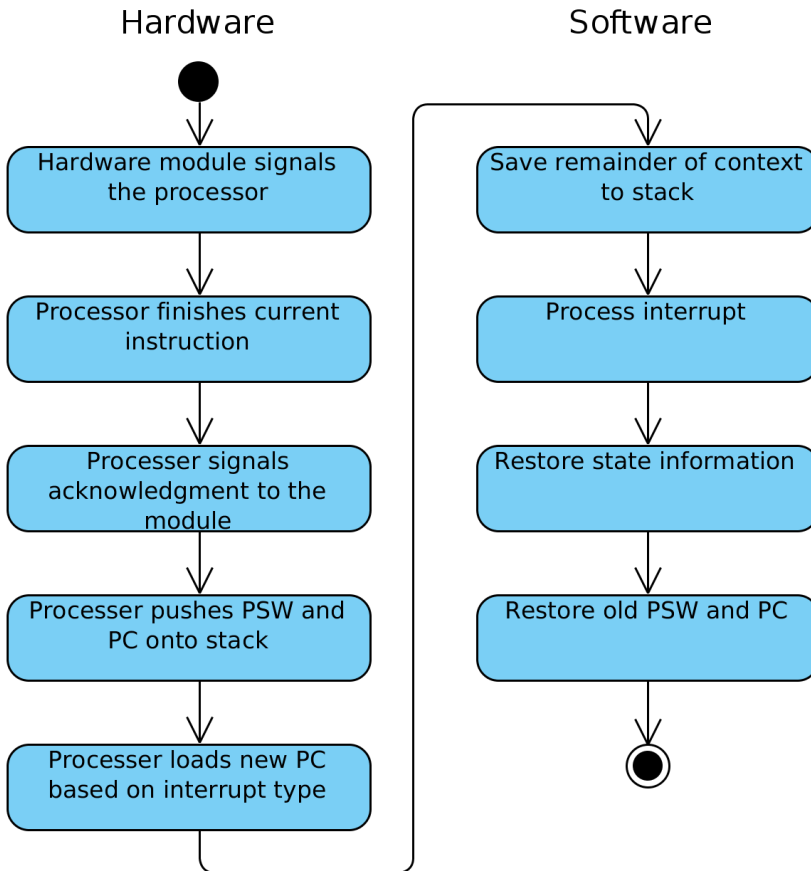 Hardware
Hardware module signals
the processor
Processor finishes current
instruction
Processer signals
acknowledgment to the
module
Processer pushes PSW and
PC onto stack
Processer loads new PC
based on interrupt type
Software
Save remainder of context
to stack
Process interrupt
Restore state information
Restore old PSW and PC